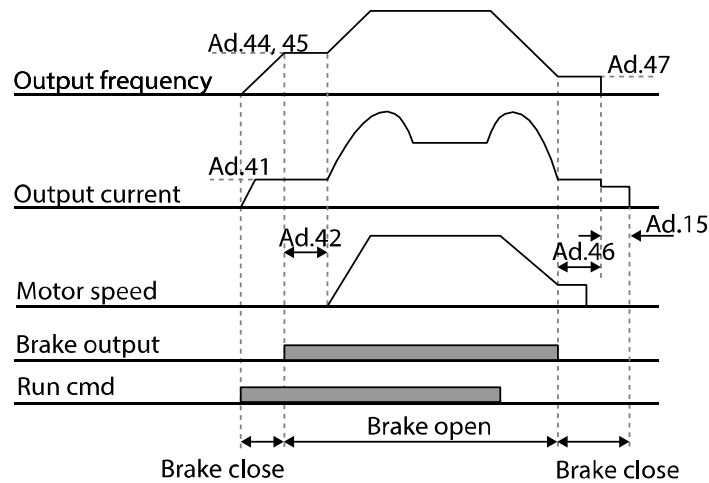 Ad.44, 45
Ad.47
Output frequency
Ad.41
Output current
Ad.15
Ad.42
Ad.46
Motor speed
Brake output
Run cmd
Brake open
Brake close
Brake close